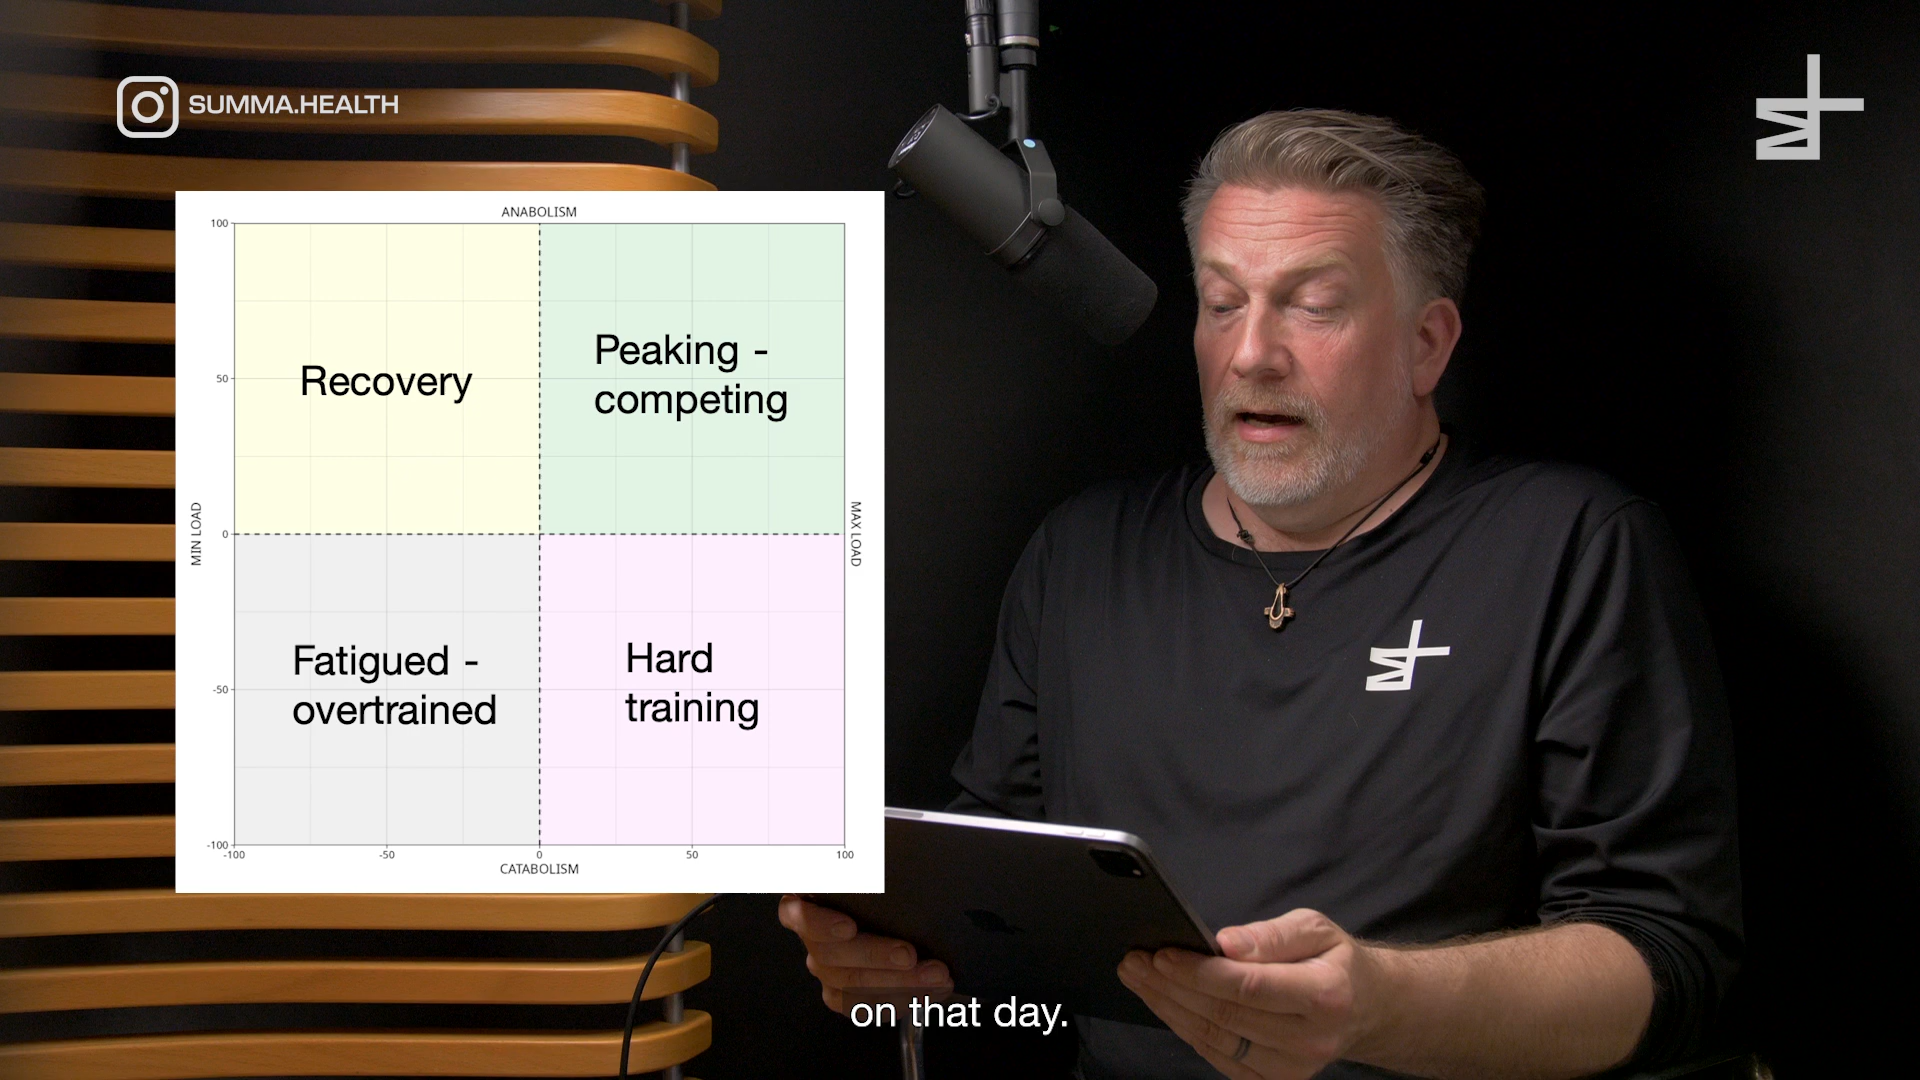 SUMMA.HEALTH
ANABOLISM
100
50
0
-50
-100
MIN LOAD
MAX LOAD
Recovery
Peaking -
competing
Fatigued -
overtrained
Hard
training
-100
-50
0
50
100
CATABOLISM
on that day.